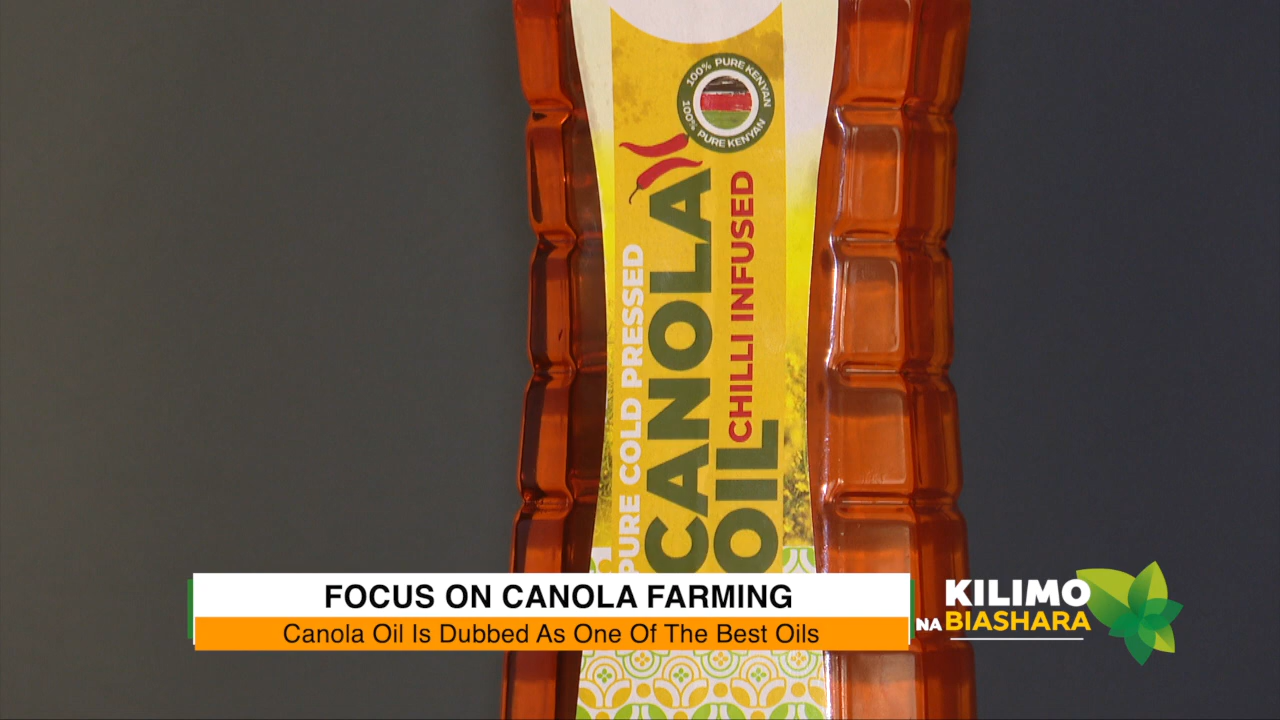 100% PURE KENYAN
100% PURE KENYAN
PURE COLD PRESSED
CANOLA
OIL
CHILLI INFUSED
FOCUS ON CANOLA FARMING
Canola Oil Is Dubbed As One Of The Best Oils
KILIMO
NA BIASHARA